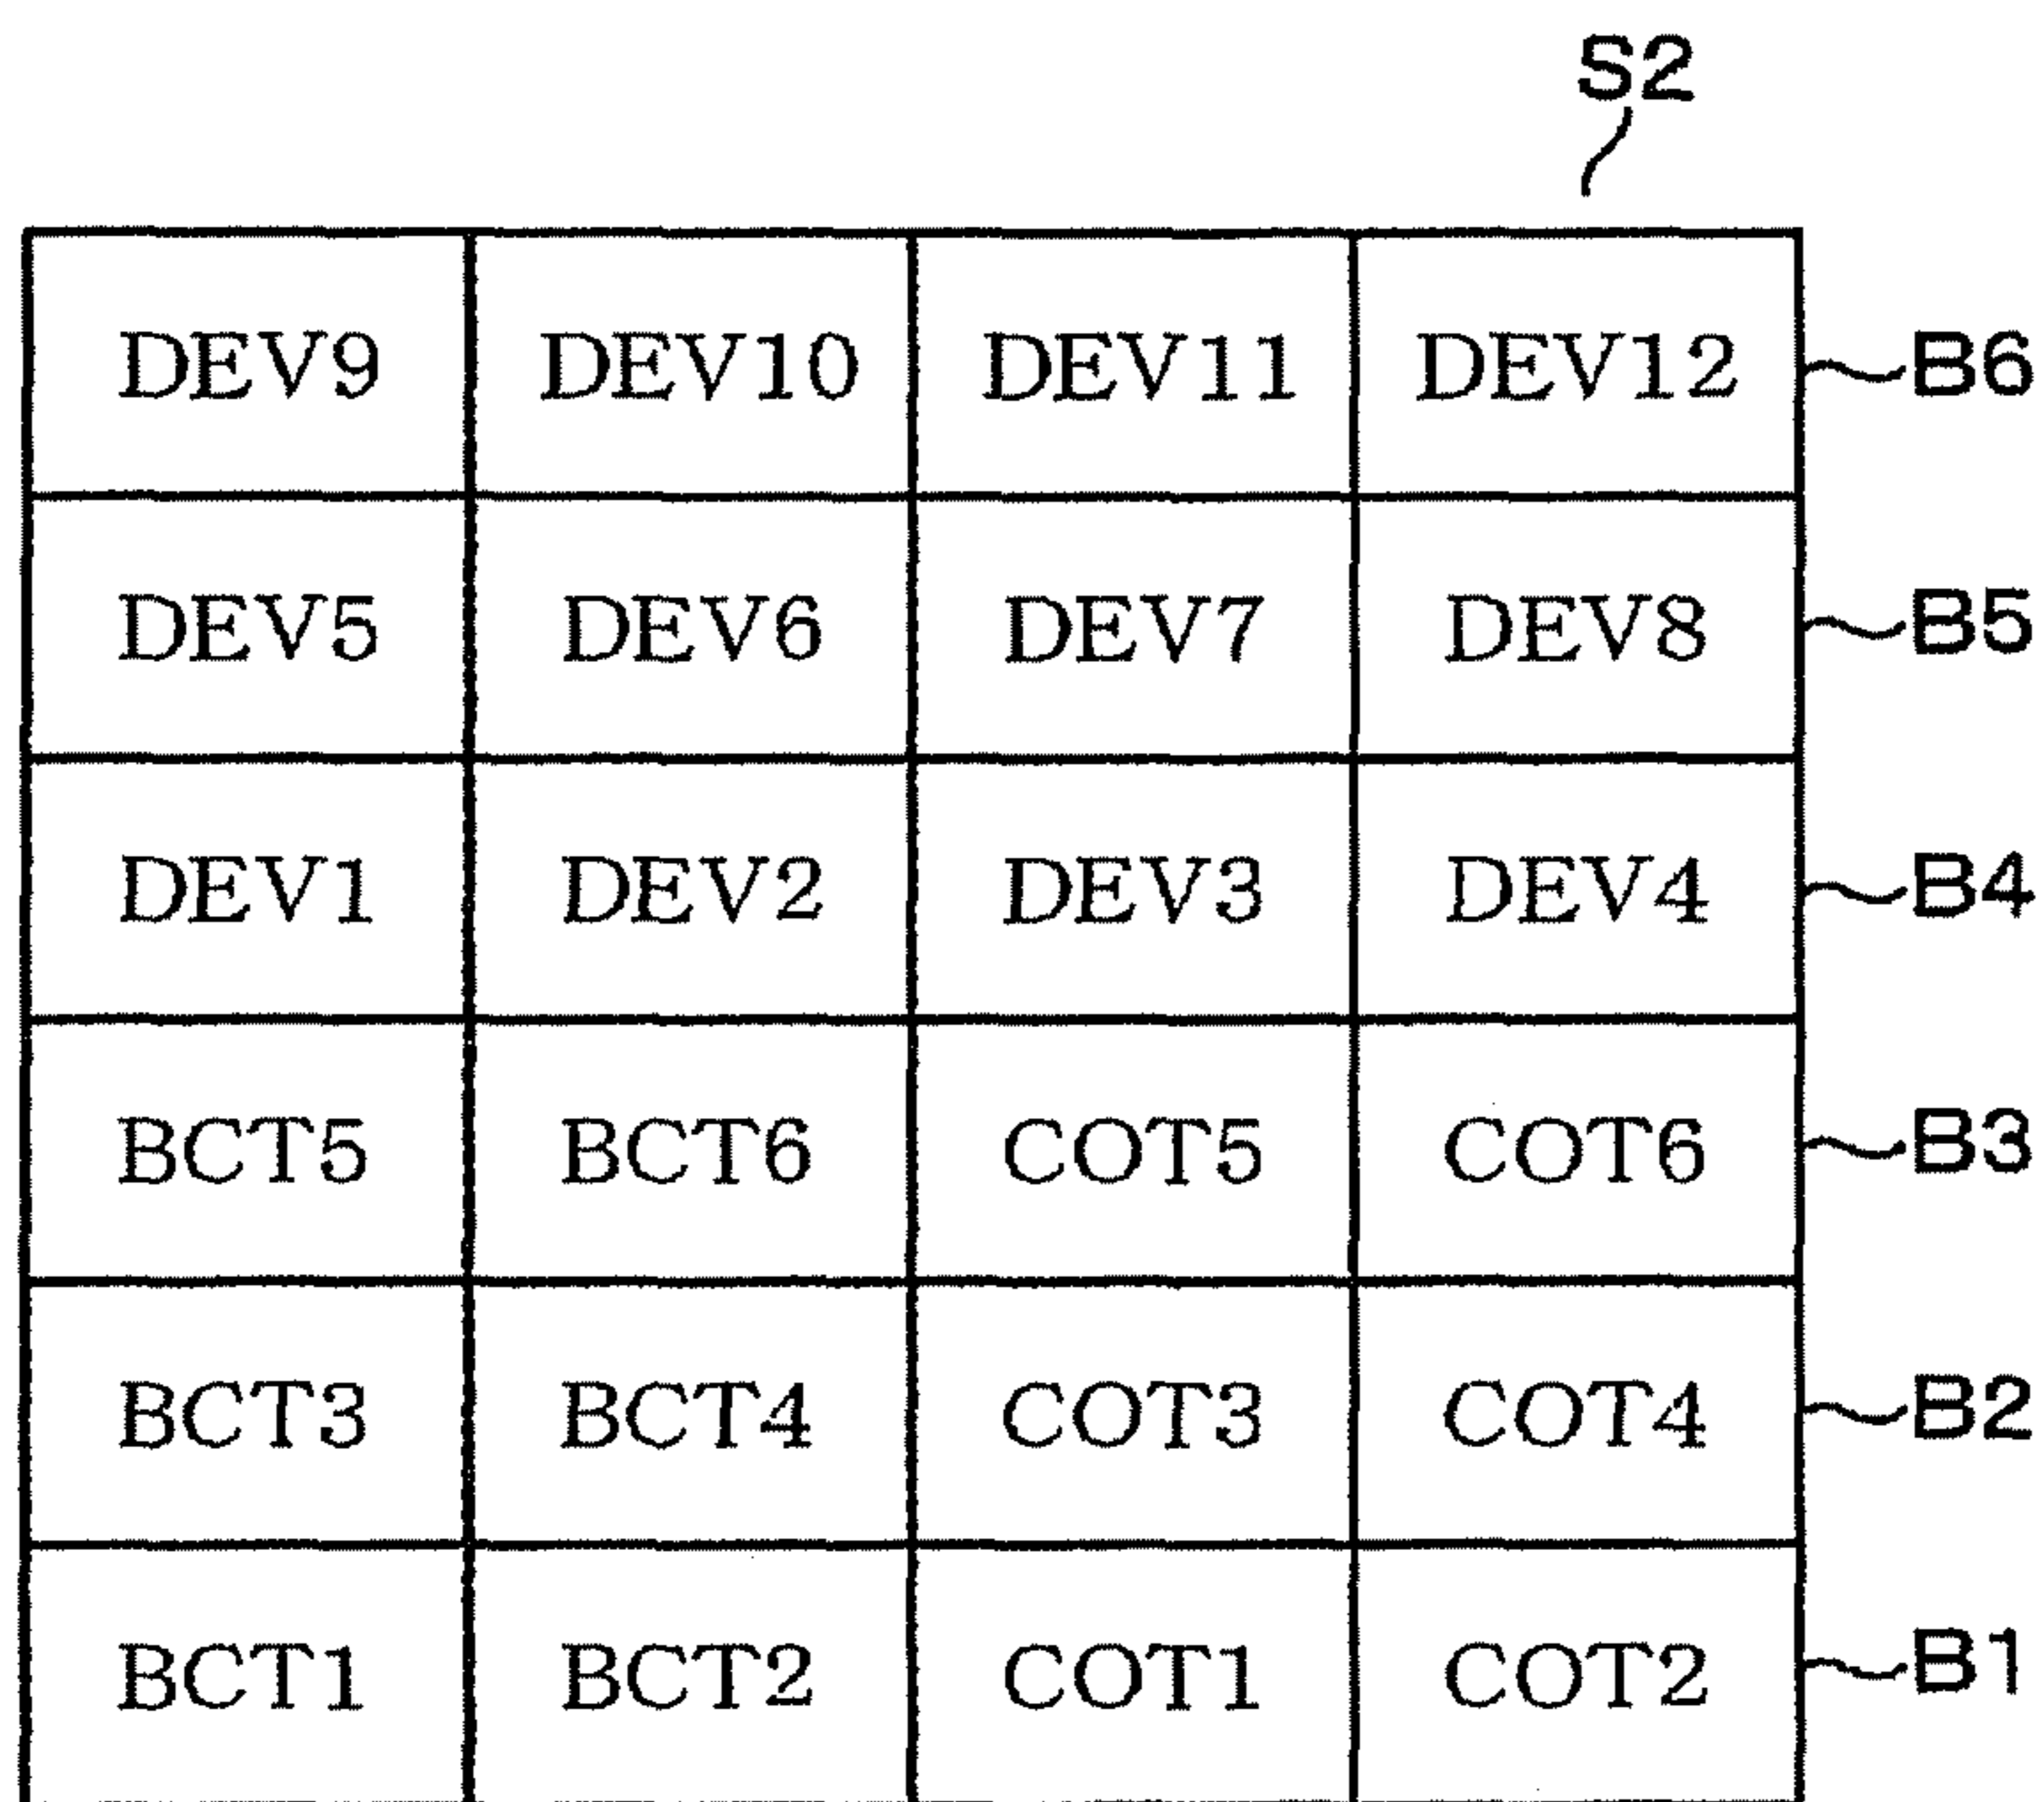 S2
DEV9 DEV10 DEV11 DEV12 B6
DEV5 DEV6 DEV7 DEV8 B5
DEV1 DEV2 DEV3 DEV4 B4
BCT5 BCT6 COT5 COT6 B3
BCT3 BCT4 COT3 COT4 B2
BCT1 BCT2 COT1 COT2 B1